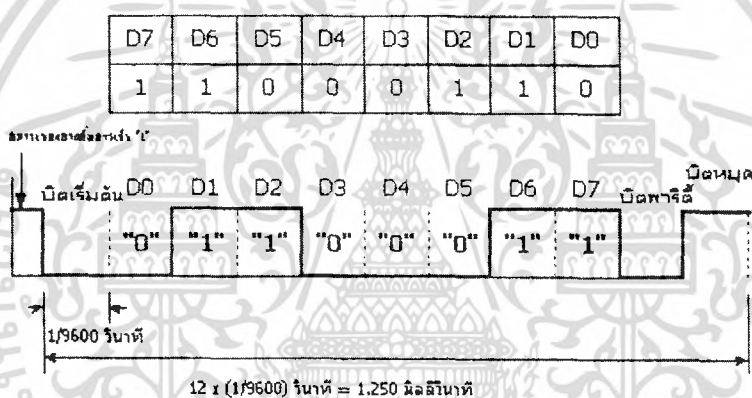 D7 D6 D5 D4 D3 D2 D1 D0
1 1 0 0 0 1 1 0
"1"
บิตเริ่มต้น D0 D1 D2 D3 D4 D5 D6 D7 บิตพาริตี้ บิตหยุด
"0" "1" "1" "0" "0" "0" "1" "1"
1/9600 วินาที
12 x (1/9600) วินาที = 1.250 มิลลิวินาที